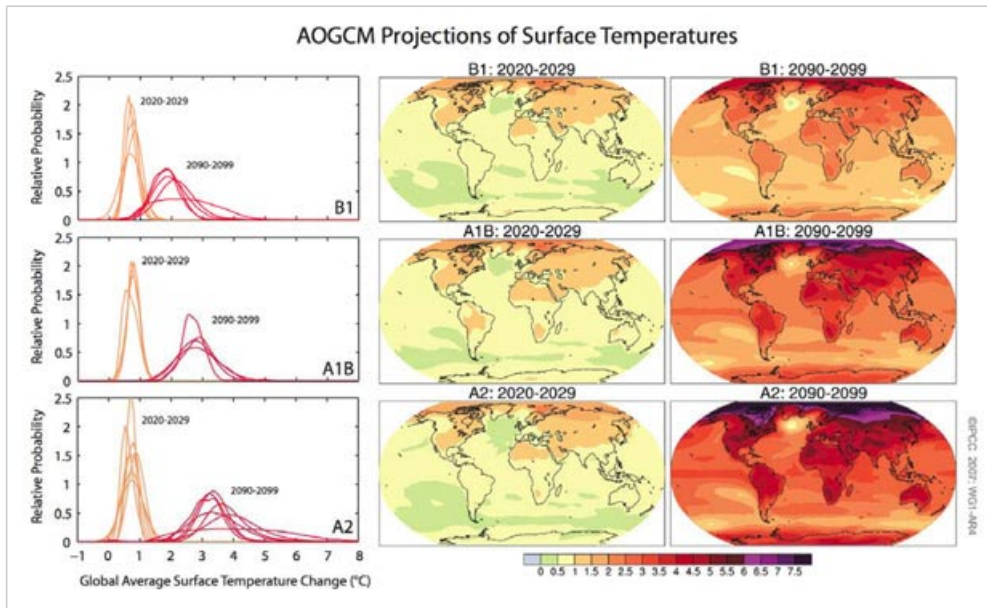 AOGCM Projections of Surface Temperatures
2.5
2
1.5
1
0.5
0
Relative Probability
2020-2029
2090-2099
B1
B1: 2020-2029
B1: 2090-2099
2.5
2
1.5
1
0.5
0
2020-2029
2090-2099
A1B
A1B: 2020-2029
A1B: 2090-2099
2.5
2
1.5
1
0.5
0
Relative Probability
2020-2029
2090-2099
A2
A2: 2020-2029
A2: 2090-2099
−1 0 1 2 3 4 5 6 7 8
Global Average Surface Temperature Change (°C)
0 0.5 1 1.5 2 2.5 3 3.5 4 4.5 5 5.5 6 6.5 7 7.5
©IPCC 2007: WG1-AR4